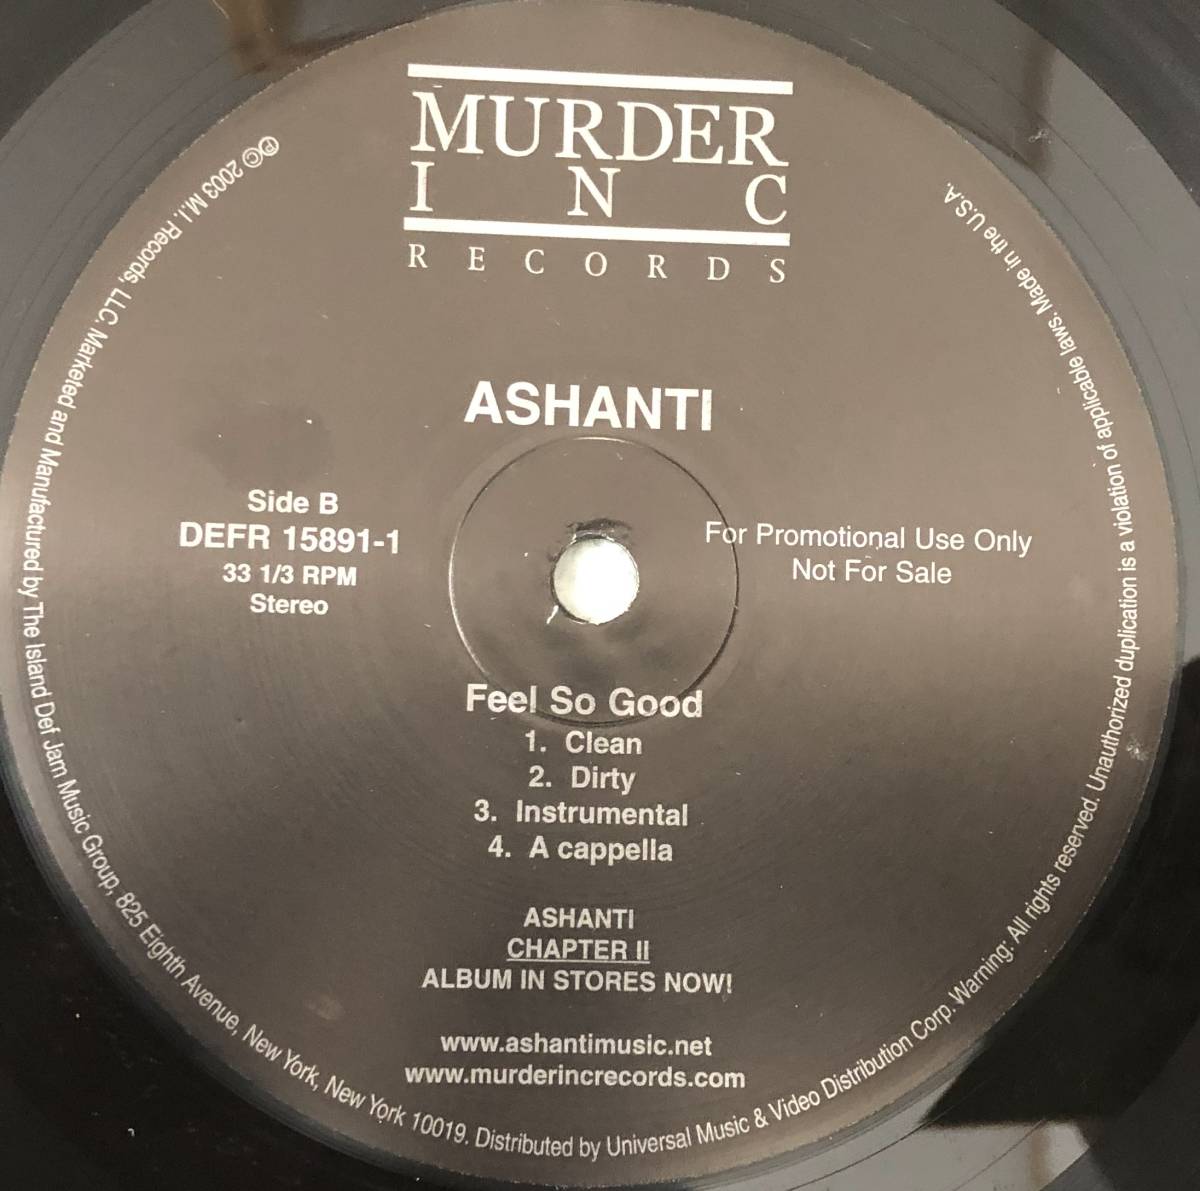 MURDER
INC
RECORDS
ASHANTI
Side B
DEFR 15891-1
33 1/3 RPM
Stereo
For Promotional Use Only
Not For Sale
Feel So Good
1. Clean
2. Dirty
3. Instrumental
4. A cappella
ASHANTI
CHAPTER II
ALBUM IN STORES NOW!
www.ashantimusic.net
www.murderincrecords.com
℗© 2003 M.I. Records, LLC. Marketed and Manufactured by The Island Def Jam Music Group, 825 Eighth Avenue, New York, New York 10019. Distributed by Universal Music & Video Distribution Corp. Warning: All rights reserved. Unauthorized duplication is a violation of applicable laws. Made in the U.S.A.